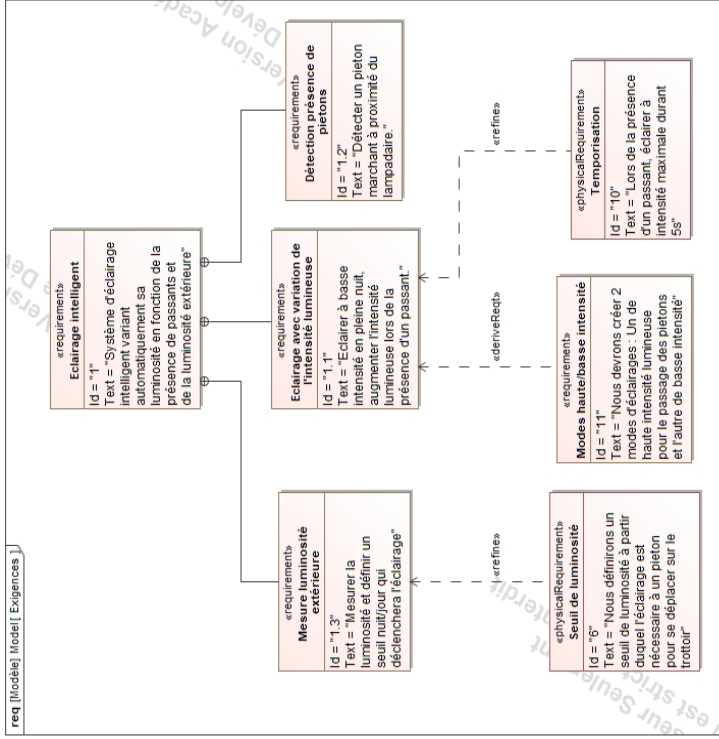 req [Modèle] Model[ Exigences ]
«requirement»
Eclairage intelligent
Id = "1"
Text = "Système d'éclairage
intelligent variant
automatiquement sa
luminosité en fonction de la
présence de passants et
de la luminosité extérieure"
«requirement»
Mesure luminosité
extérieure
Id = "1.3"
Text = "Mesurer la
luminosité et définir un
seuil nuit/jour qui
déclenchera l'éclairage"
«requirement»
Eclairage avec variation de
l'intensité lumineuse
Id = "1.1"
Text = "Eclairer à basse
intensité en pleine nuit,
augmenter l'intensité
lumineuse lors de la
présence d'un passant."
«requirement»
Détection présence de
pietons
Id = "1.2"
Text = "Détecter un pieton
marchant à proximité du
lampadaire."
«refine»
«deriveReqt»
«refine»
«physicalRequirement»
Seuil de luminosité
Id = "6"
Text = "Nous définirons un
seuil de luminosité à partir
duquel l'éclairage est
nécessaire à un pieton
pour se déplacer sur le
trottoir"
«requirement»
Modes haute/basse intensité
Id = "11"
Text = "Nous devrons créer 2
modes d'éclairages : Un de
haute intensité lumineuse
pour le passage des pietons
et l'autre de basse intensité"
«physicalRequirement»
Temporisation
Id = "10"
Text = "Lors de la présence
d'un passant, éclairer à
intensité maximale durant
5s"